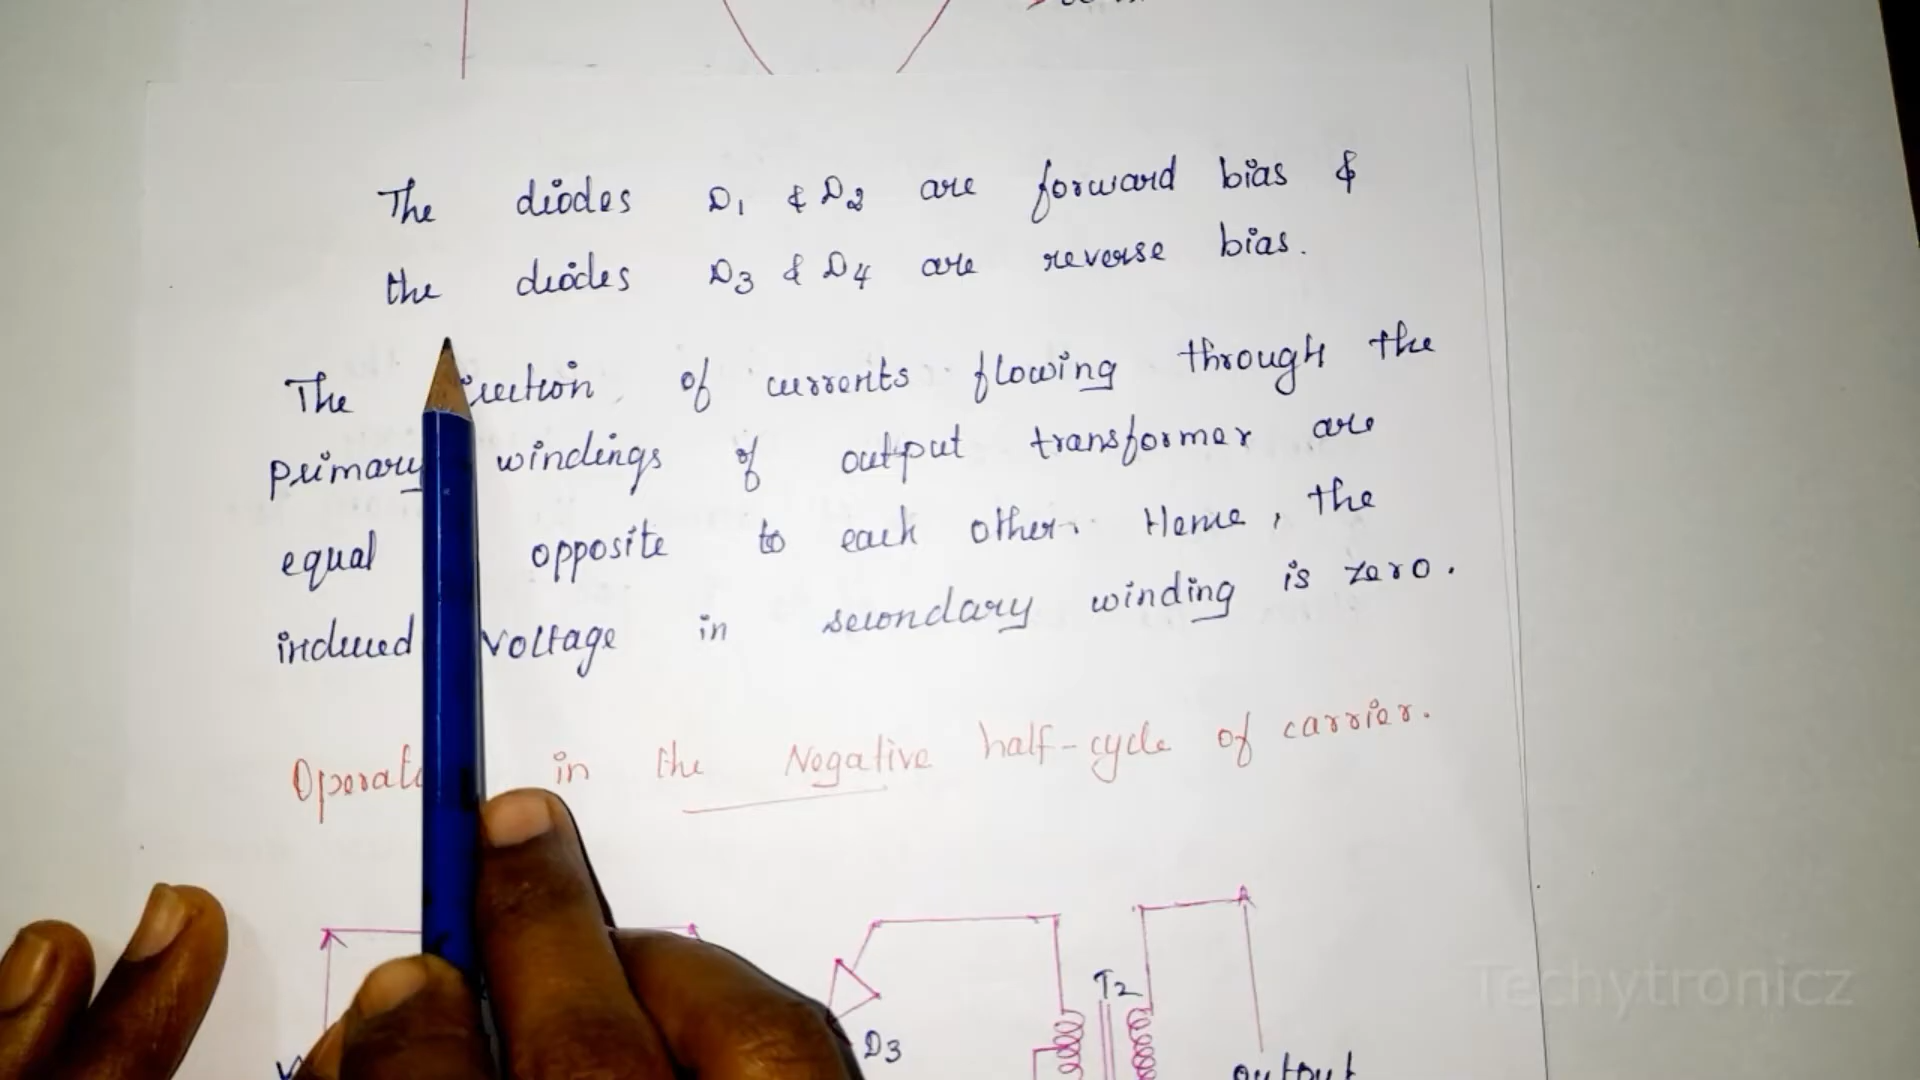 The diodes D1 & D2 are forward bias &
the diodes D3 & D4 are reverse bias.
The of currents flowing through the
primary windings of output transformer are
equal opposite to each other. Hence, the
induced voltage in secondary winding is zero.
in the Negative half-cycle of carrier.
T2
D3
output
Techytronicz